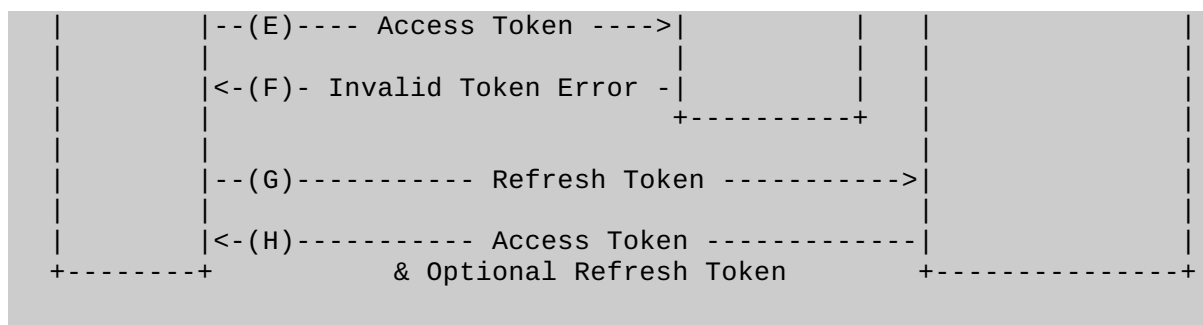 |        |--(E)---- Access Token ---->|          |  |               |
|        |                            |          |  |               |
|        |<-(F)- Invalid Token Error -|          |  |               |
|        |                            +----------+  |               |
|        |                                          |               |
|        |--(G)----------- Refresh Token ----------->|               |
|        |                                          |               |
|        |<-(H)----------- Access Token -------------|               |
+--------+           & Optional Refresh Token        +---------------+